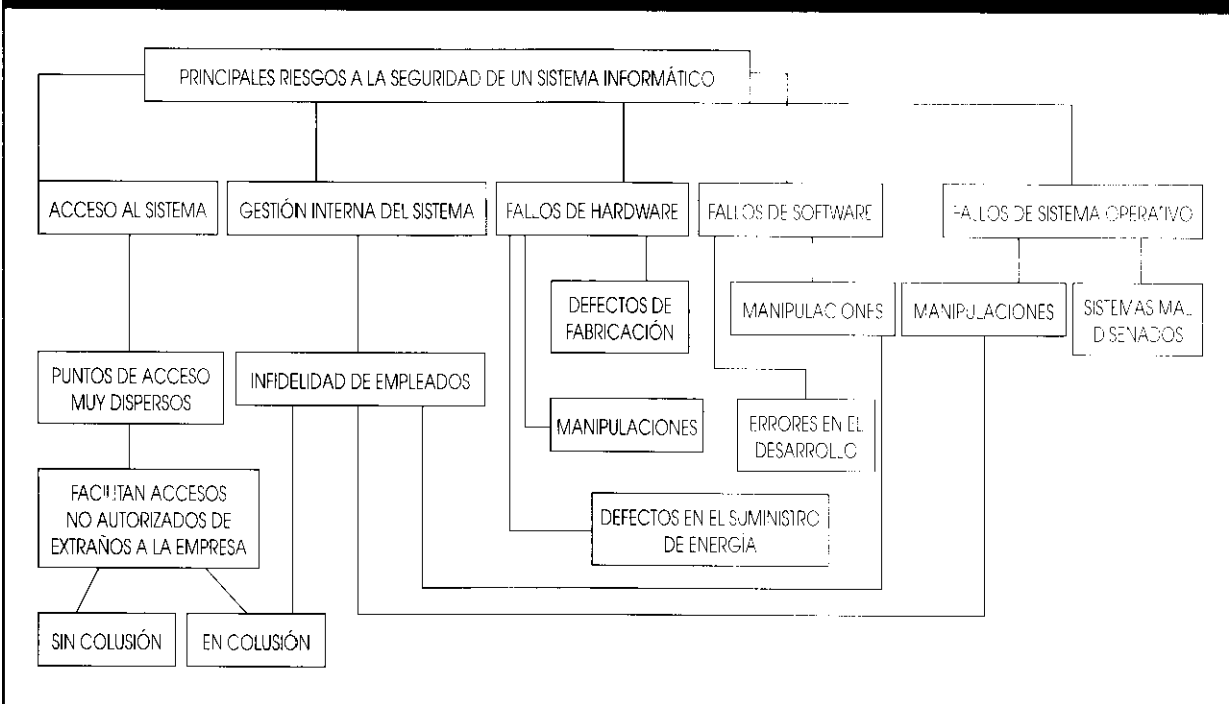 PRINCIPALES RIESGOS A LA SEGURIDAD DE UN SISTEMA INFORMÁTICO
ACCESO AL SISTEMA
GESTIÓN INTERNA DEL SISTEMA
FALLOS DE HARDWARE
FALLOS DE SOFTWARE
FALLOS DE SISTEMA OPERATIVO
DEFECTOS DE
FABRICACIÓN
MANIPULACIONES
MANIPULACIONES
SISTEMAS MAL
DISEÑADOS
PUNTOS DE ACCESO
MUY DISPERSOS
INFIDELIDAD DE EMPLEADOS
MANIPULACIONES
ERRORES EN EL
DESARROLLO
FACILITAN ACCESOS
NO AUTORIZADOS DE
EXTRAÑOS A LA EMPRESA
DEFECTOS EN EL SUMINISTRO
DE ENERGÍA
SIN COLUSIÓN
EN COLUSIÓN